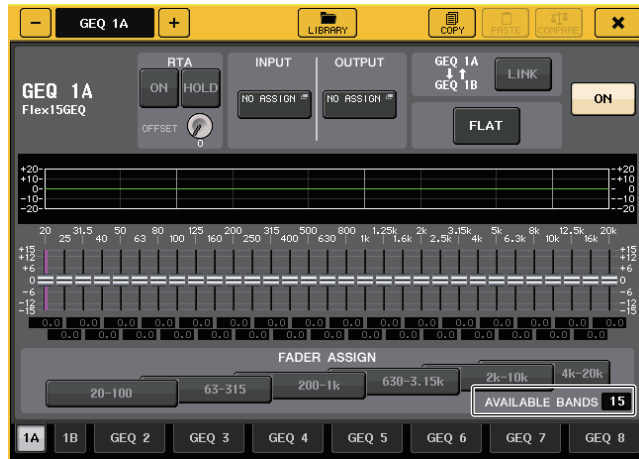 − GEQ 1A + LIBRARY COPY PASTE COMPARE ×
RTA INPUT OUTPUT GEQ 1A
GEQ 1B LINK
GEQ 1A
Flex15GEQ
ON HOLD NO ASSIGN NO ASSIGN ON
OFFSET 0 FLAT
+20 +20
+10 +10
0 0
-10 -10
-20 -20
20 31.5 50 80 125 200 315 500 800 1.25k 2k 3.15k 5k 8k 12.5k 20k
25 40 63 100 160 250 400 630 1k 1.6k 2.5k 4k 6.3k 10k 16k
+15 +15
+12 +12
+6 +6
0 0
-6 -6
-12 -12
-15 -15
0.0 0.0 0.0 0.0 0.0 0.0 0.0 0.0 0.0 0.0 0.0 0.0 0.0 0.0 0.0 0.0
0.0 0.0 0.0 0.0 0.0 0.0 0.0 0.0 0.0 0.0 0.0 0.0 0.0 0.0 0.0
FADER ASSIGN
20-100 63-315 200-1k 630-3.15k 2k-10k 4k-20k
AVAILABLE BANDS 15
1A 1B GEQ 2 GEQ 3 GEQ 4 GEQ 5 GEQ 6 GEQ 7 GEQ 8